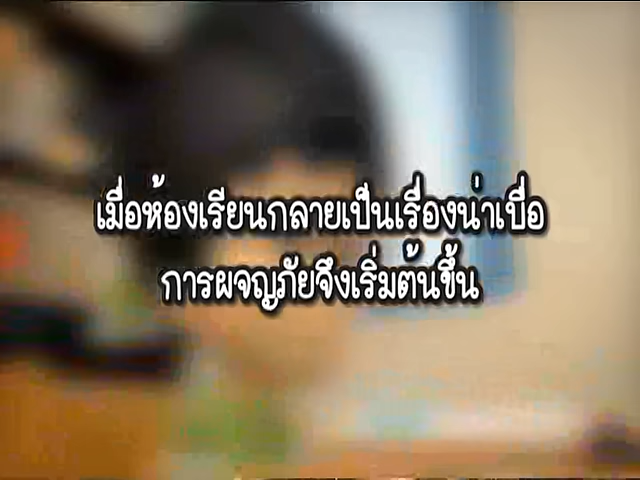 เมื่อห้องเรียนกลายเป็นเรื่องน่าเบื่อ
การผจญภัยจึงเริ่มต้นขึ้น